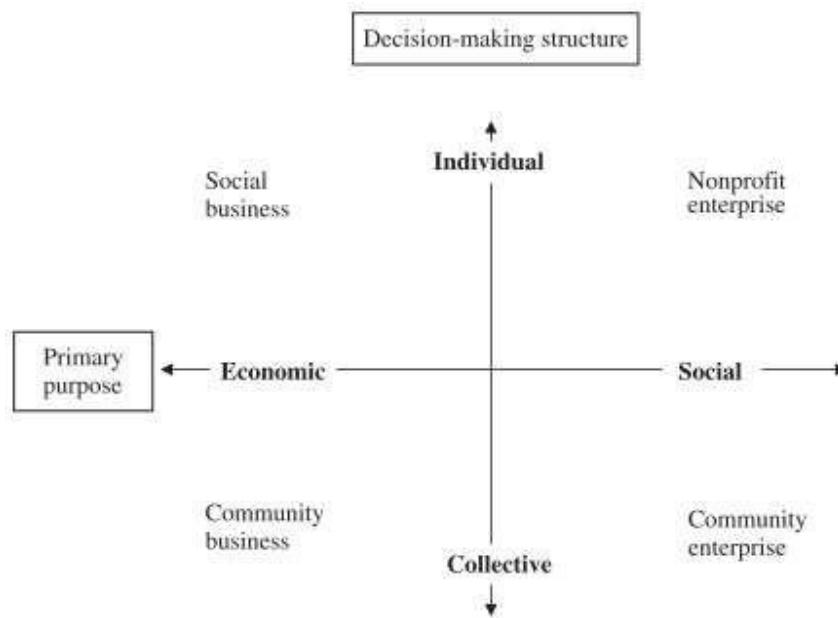 Decision-making structure
Individual
Social
business
Nonprofit
enterprise
Primary
purpose
Economic
Social
Community
business
Community
enterprise
Collective